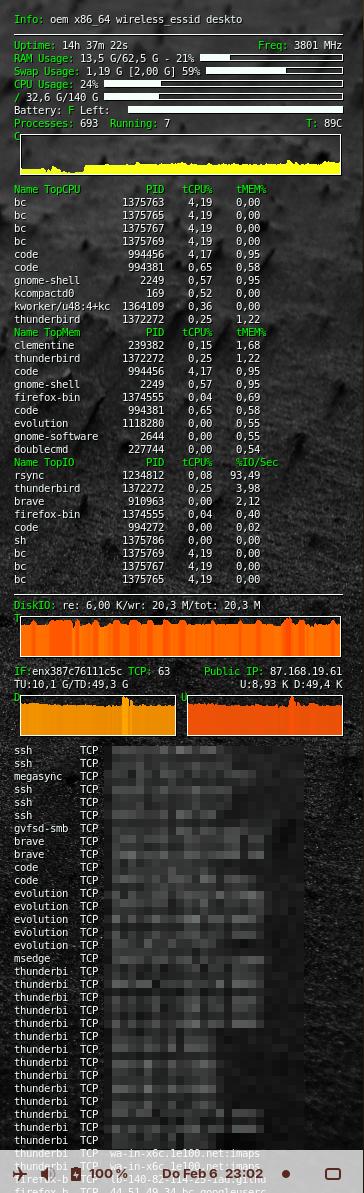 Info: oem x86_64 wireless_essid deskto
Uptime: 14h 37m 22s Freq: 3801 MHz
RAM Usage: 13,5 G/62,5 G - 21%
Swap Usage: 1,19 G [2,00 G] 59%
CPU Usage: 24%
/ 32,6 G/140 G
Battery: F Left:
Processes: 693 Running: 7 T: 89C
C
Name TopCPU PID tCPU% tMEM%
bc 1375763 4,19 0,00
bc 1375765 4,19 0,00
bc 1375767 4,19 0,00
bc 1375769 4,19 0,00
code 994456 4,17 0,95
code 994381 0,65 0,58
gnome-shell 2249 0,57 0,95
kcompactd0 169 0,52 0,00
kworker/u48:4+kc 1364109 0,36 0,00
thunderbird 1372272 0,25 1,22
Name TopMem PID tCPU% tMEM%
clementine 239382 0,15 1,68
thunderbird 1372272 0,25 1,22
code 994456 4,17 0,95
gnome-shell 2249 0,57 0,95
firefox-bin 1374555 0,04 0,69
code 994381 0,65 0,58
evolution 1118280 0,00 0,55
gnome-software 2644 0,00 0,55
doublecmd 227744 0,00 0,54
Name TopIO PID tCPU% %IO/Sec
rsync 1234812 0,08 93,49
thunderbird 1372272 0,25 3,98
brave 910963 0,00 2,12
firefox-bin 1374555 0,04 0,40
code 994272 0,00 0,02
sh 1375786 0,00 0,00
bc 1375769 4,19 0,00
bc 1375767 4,19 0,00
bc 1375765 4,19 0,00
DiskIO: re: 6,00 K/wr: 20,3 M/tot: 20,3 M
T
IF:enx387c76111c5c TCP: 63 Public IP: 87.168.19.61
TU:10,1 G/TD:49,3 G U:8,93 K D:49,4 K
D U
ssh TCP
ssh TCP
megasync TCP
ssh TCP
ssh TCP
ssh TCP
gvfsd-smb TCP
brave TCP
brave TCP
code TCP
code TCP
evolution TCP
evolution TCP
evolution TCP
evolution TCP
evolution TCP
msedge TCP
thunderbi TCP
thunderbi TCP
thunderbi TCP
thunderbi TCP
thunderbi TCP
thunderbi TCP
thunderbi TCP
thunderbi TCP
thunderbi TCP
thunderbi TCP
thunderbi TCP
thunderbi TCP
thunderbi TCP
thunderbi TCP
thunderbi TCP wa-in-x6c.1e100.net:imaps
thunderbi TCP wa-in-x6c.1e100.net:imaps
100 % Do Feb 6 23:02